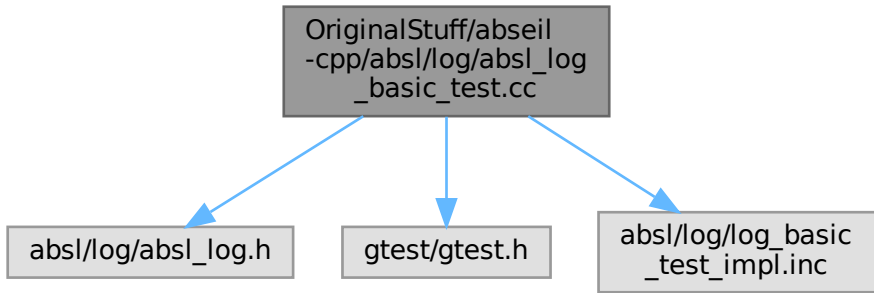 OriginalStuff/abseil
-cpp/absl/log/absl_log
_basic_test.cc
absl/log/absl_log.h
gtest/gtest.h
absl/log/log_basic
_test_impl.inc